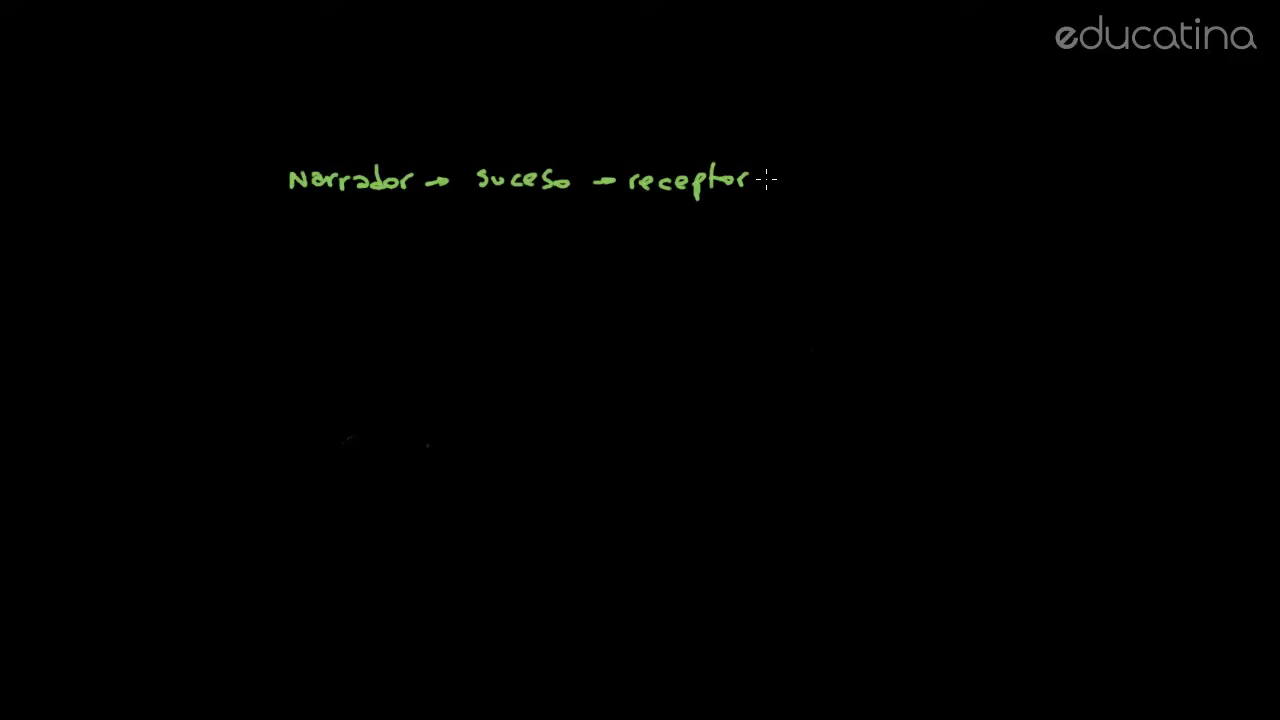 educatina
Narrador → suceso → receptor